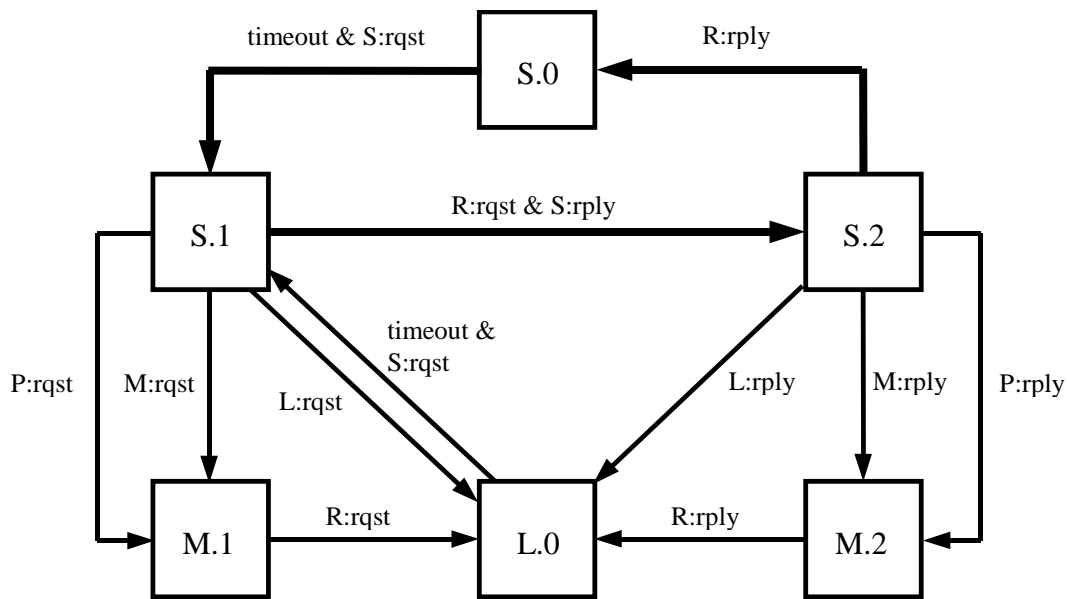 timeout & S:rqst
R:rply
S.0
S.1
R:rqst & S:rply
S.2
timeout &
S:rqst
P:rqst
M:rqst
L:rqst
L:rply
M:rply
P:rply
M.1
R:rqst
L.0
R:rply
M.2